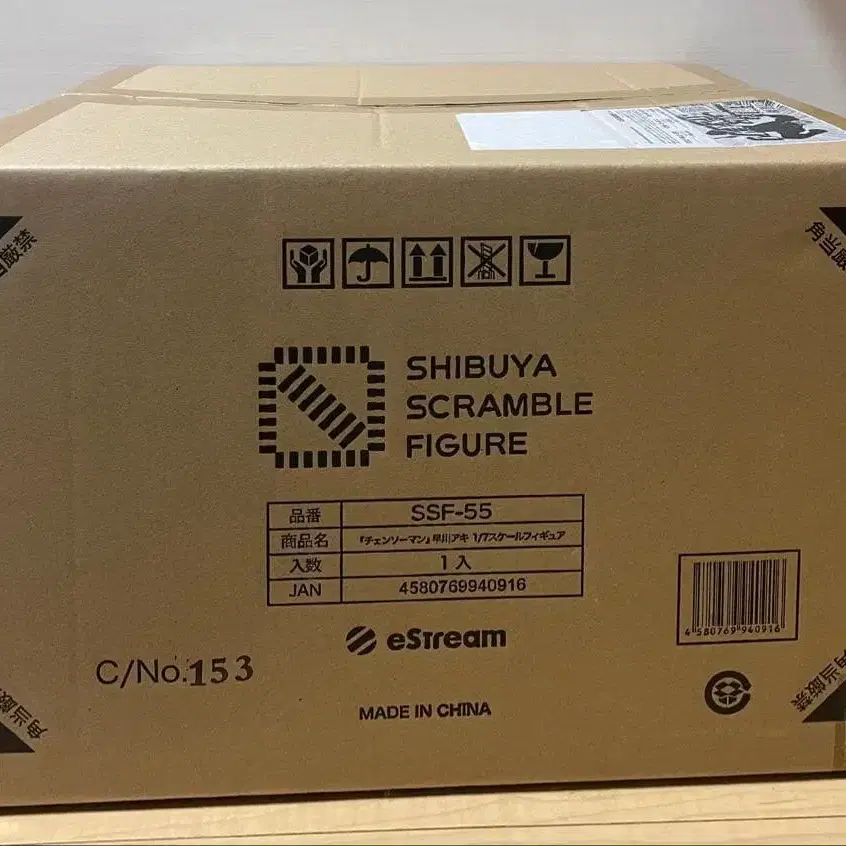 角当厳禁
角当厳禁
SHIBUYA
SCRAMBLE
FIGURE
品番 SSF-55
商品名 『チェンソーマン』早川アキ 1/7スケールフィギュア
入数 1入
JAN 4580769940916
4 580769 940916
eStream
C/No.153
MADE IN CHINA
角当厳禁
角当厳禁